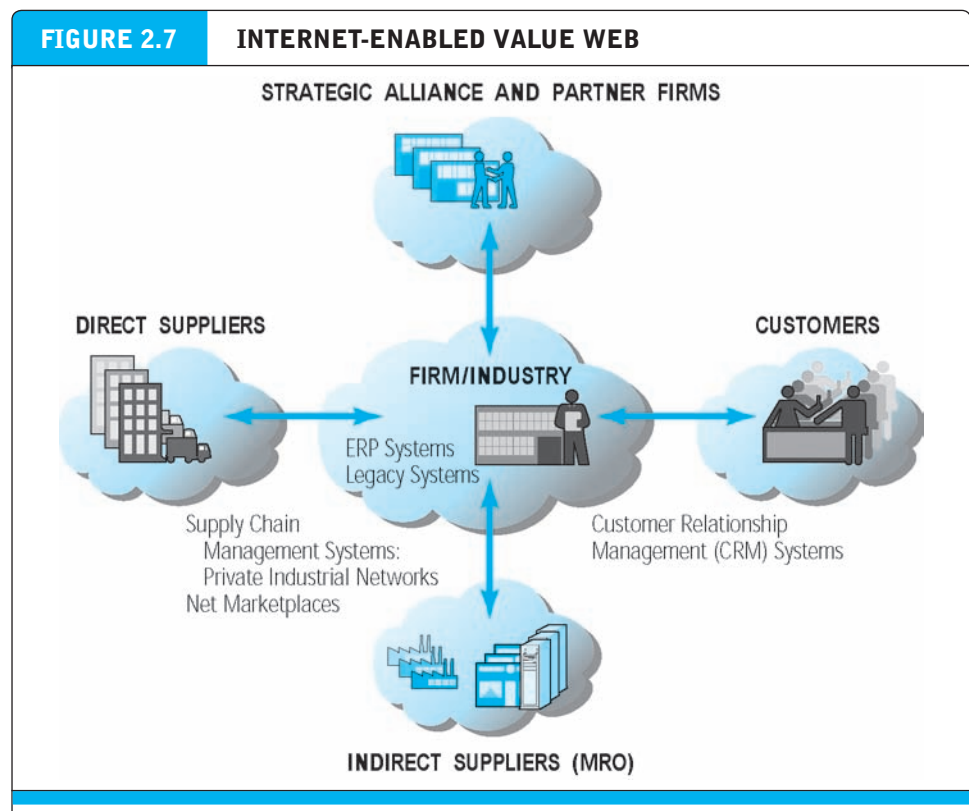 FIGURE 2.7 INTERNET-ENABLED VALUE WEB
STRATEGIC ALLIANCE AND PARTNER FIRMS
DIRECT SUPPLIERS
CUSTOMERS
FIRM/INDUSTRY
ERP Systems
Legacy Systems
Supply Chain
Management Systems:
Private Industrial Networks
Net Marketplaces
Customer Relationship
Management (CRM) Systems
INDIRECT SUPPLIERS (MRO)